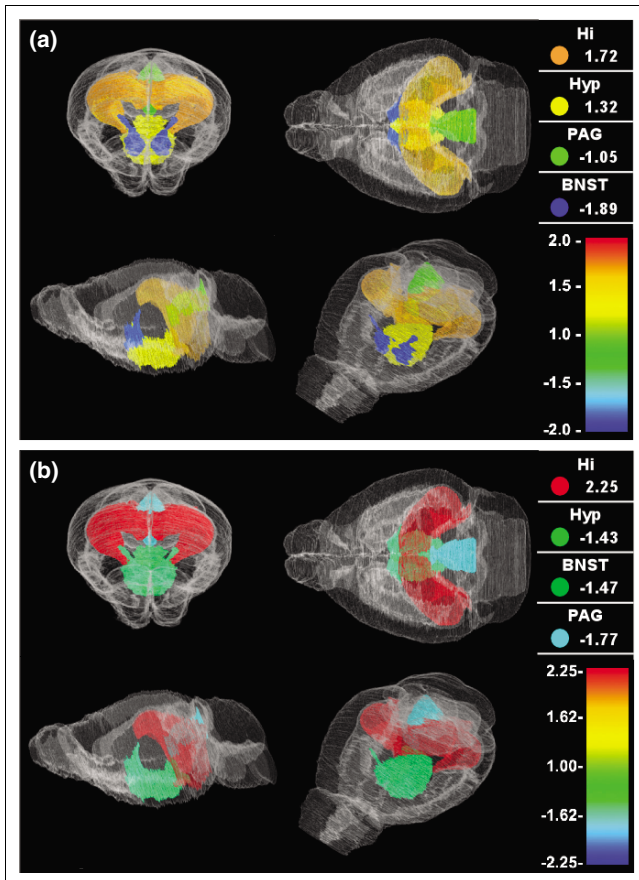 (a)
Hi
1.72
Hyp
1.32
PAG
-1.05
BNST
-1.89
2.0 -
1.5 -
1.0 -
-1.5 -
-2.0 -
(b)
Hi
2.25
Hyp
-1.43
BNST
-1.47
PAG
-1.77
2.25-
1.62-
1.00-
-1.62-
-2.25-